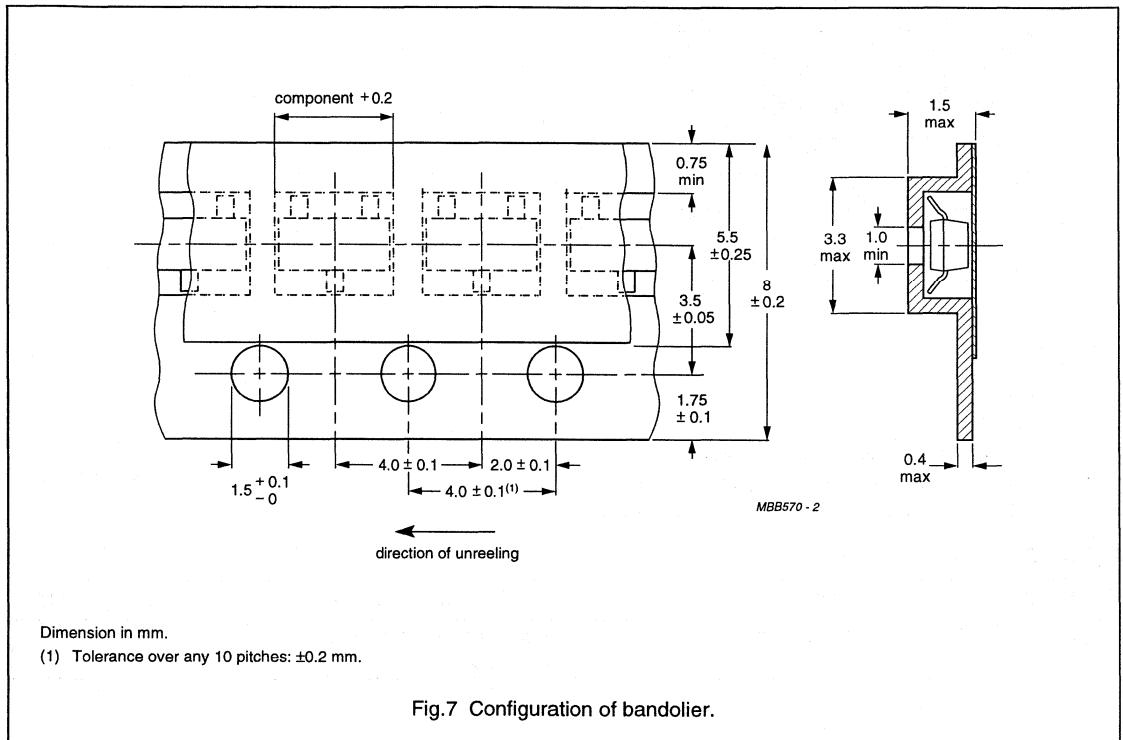 component +0.2
1.5
max
0.75
min
5.5
±0.25
8
±0.2
3.5
±0.05
3.3
max
1.0
min
1.75
±0.1
4.0 ± 0.1
2.0 ± 0.1
1.5 +0.1 -0
4.0 ± 0.1(1)
0.4
max
MBB570 - 2
direction of unreeling
Dimension in mm.
(1) Tolerance over any 10 pitches: ±0.2 mm.
Fig.7 Configuration of bandolier.